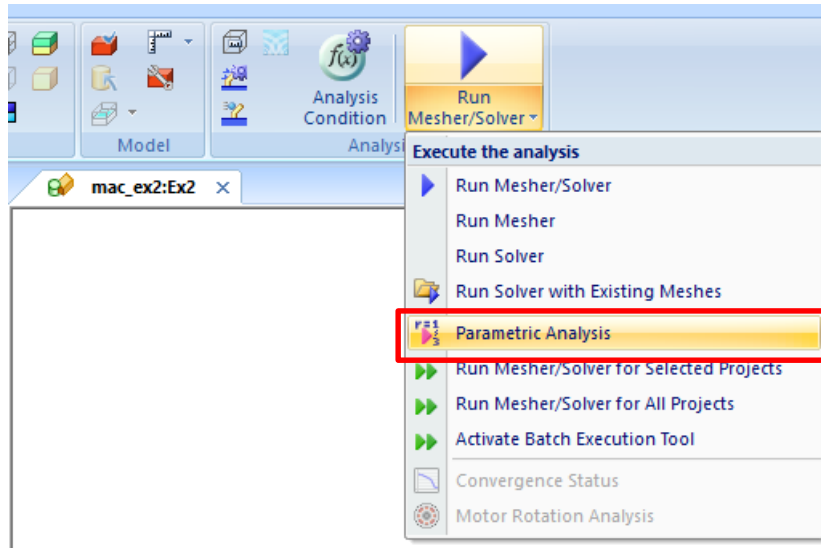 f(x)
Analysis
Condition
Run
Mesher/Solver
Model
Analysi
Execute the analysis
mac_ex2:Ex2
Run Mesher/Solver
Run Mesher
Run Solver
Run Solver with Existing Meshes
Parametric Analysis
Run Mesher/Solver for Selected Projects
Run Mesher/Solver for All Projects
Activate Batch Execution Tool
Convergence Status
Motor Rotation Analysis